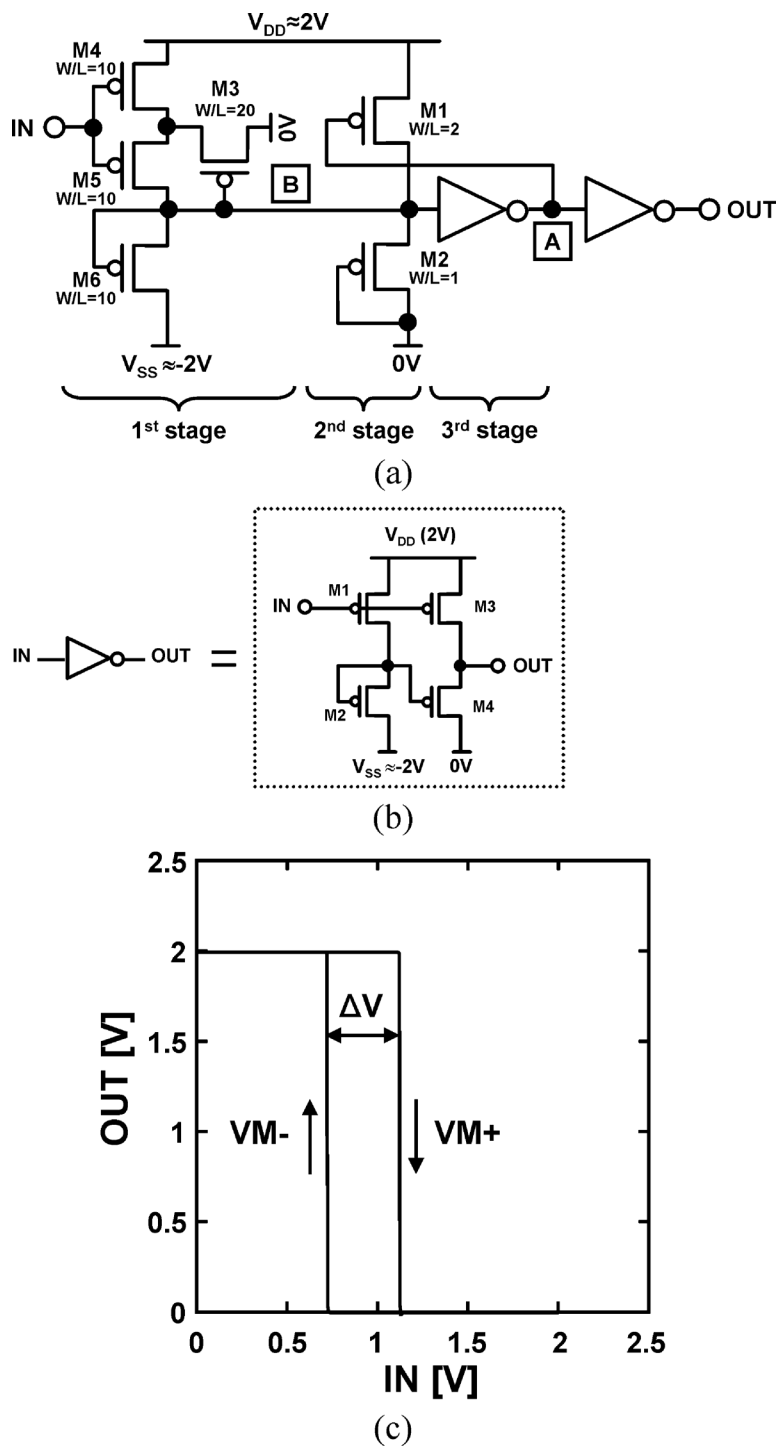 V_DD≈2V
M4
W/L=10
M3
W/L=20
0V
M1
W/L=2
IN
M5
W/L=10
B
A
OUT
M6
W/L=10
M2
W/L=1
V_SS≈-2V
0V
1st stage
2nd stage
3rd stage
(a)
V_DD (2V)
IN
M1
M3
IN
OUT
=
OUT
M2
M4
V_SS≈-2V
0V
(b)
2.5
2
1.5
1
0.5
0
OUT [V]
ΔV
VM-
VM+
0
0.5
1
1.5
2
2.5
IN [V]
(c)